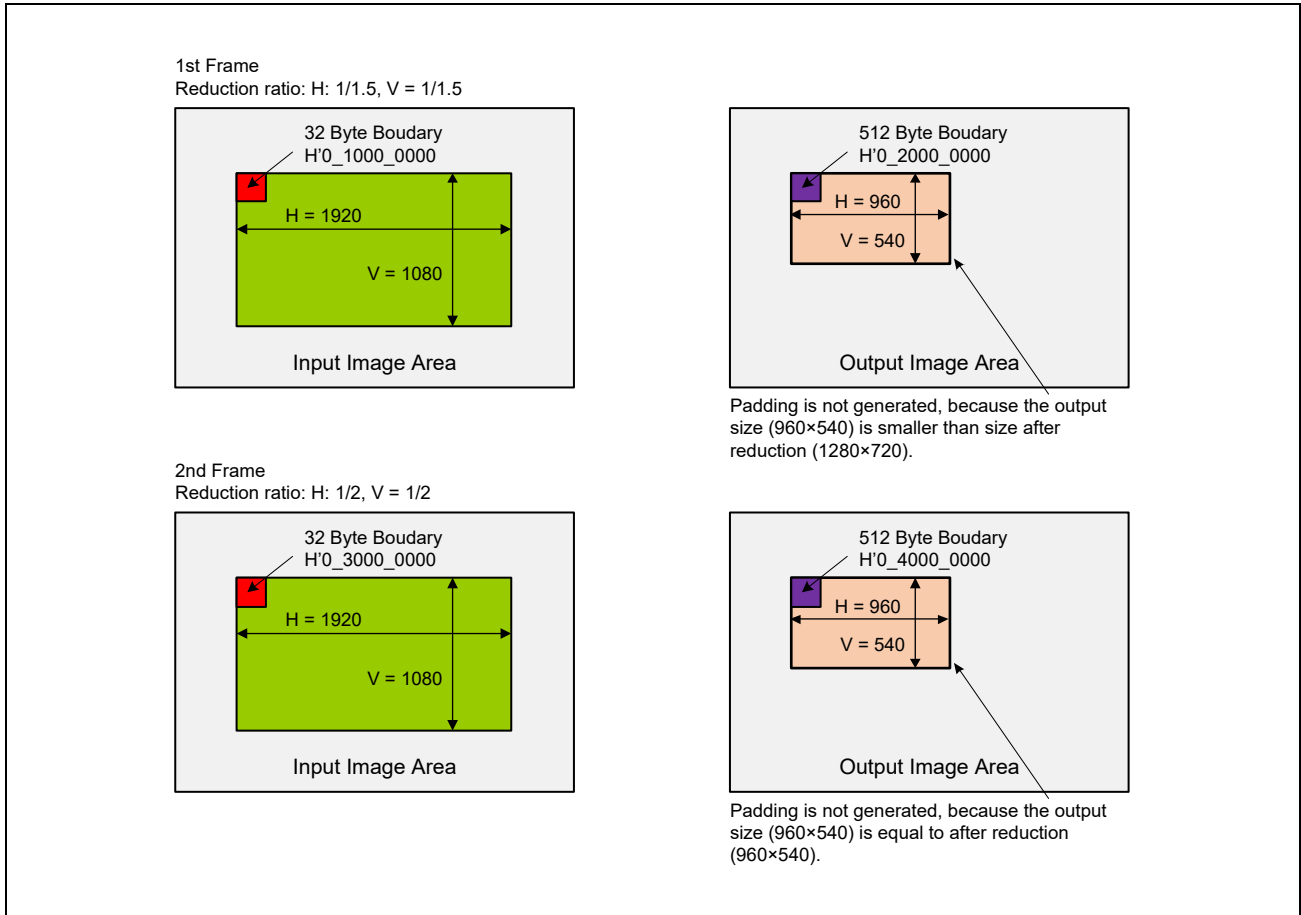 1st Frame
Reduction ratio: H: 1/1.5, V = 1/1.5
32 Byte Boudary
H’0_1000_0000
H = 1920
V = 1080
Input Image Area
512 Byte Boudary
H’0_2000_0000
H = 960
V = 540
Output Image Area
Padding is not generated, because the output
size (960×540) is smaller than size after
reduction (1280×720).
2nd Frame
Reduction ratio: H: 1/2, V = 1/2
32 Byte Boudary
H’0_3000_0000
H = 1920
V = 1080
Input Image Area
512 Byte Boudary
H’0_4000_0000
H = 960
V = 540
Output Image Area
Padding is not generated, because the output
size (960×540) is equal to after reduction
(960×540).